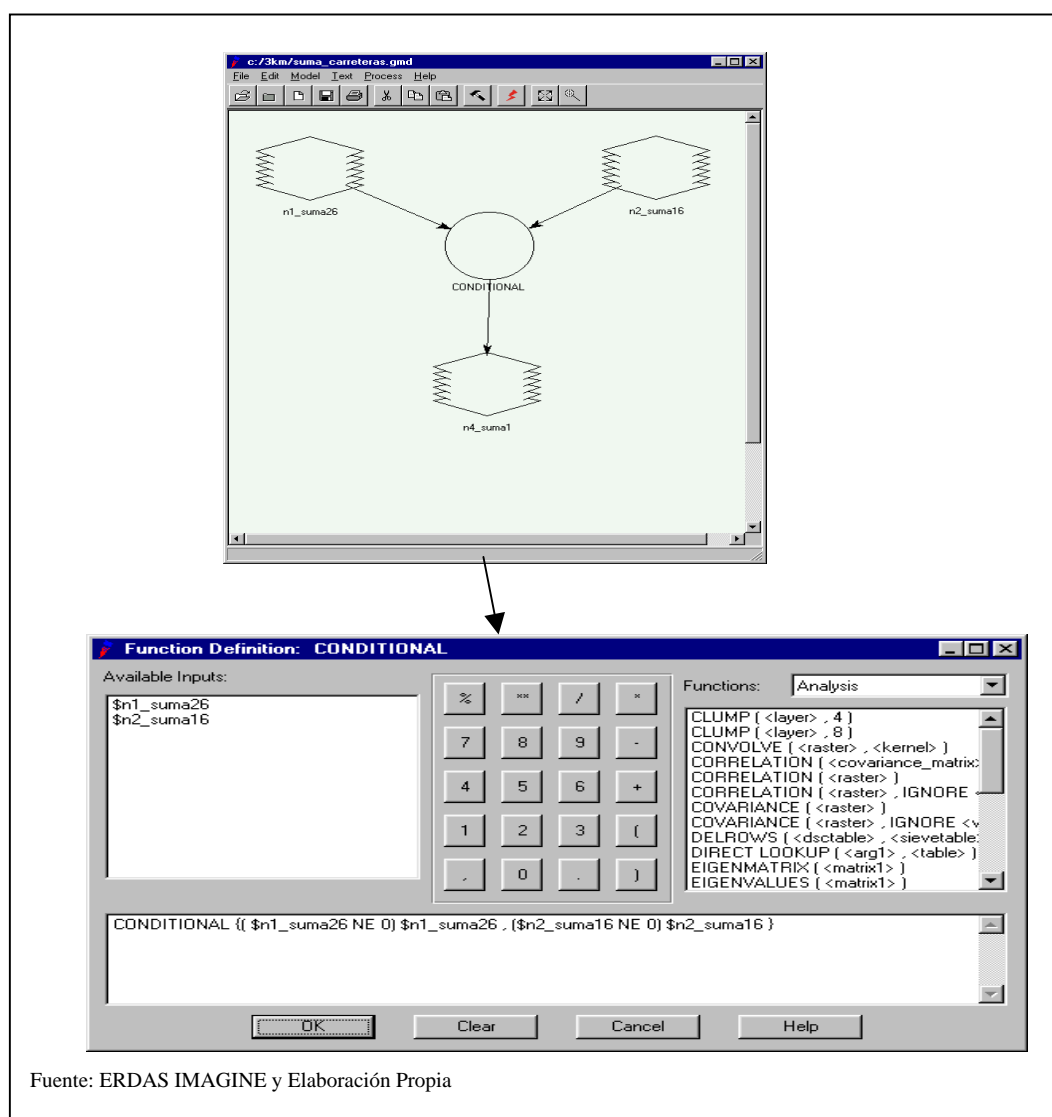 c:/3km/suma_carreteras.gmd
File Edit Model Text Process Help
n1_suma26
n2_suma16
CONDITIONAL
n4_suma1
Function Definition: CONDITIONAL
Available Inputs:
$n1_suma26
$n2_suma16
% ** / *
7 8 9 -
4 5 6 +
1 2 3 (
, 0 . )
Functions: Analysis
CLUMP ( <layer> , 4 )
CLUMP ( <layer> , 8 )
CONVOLVE ( <raster> , <kernel> )
CORRELATION ( <covariance_matrix>
CORRELATION ( <raster> )
CORRELATION ( <raster> , IGNORE <
COVARIANCE ( <raster> )
COVARIANCE ( <raster> , IGNORE <v
DELROWS ( <dsctable> , <sievetable>
DIRECT LOOKUP ( <arg1> , <table> )
EIGENMATRIX ( <matrix1> )
EIGENVALUES ( <matrix1> )
CONDITIONAL {( $n1_suma26 NE 0) $n1_suma26 , ($n2_suma16 NE 0) $n2_suma16 }
OK Clear Cancel Help
Fuente: ERDAS IMAGINE y Elaboración Propia